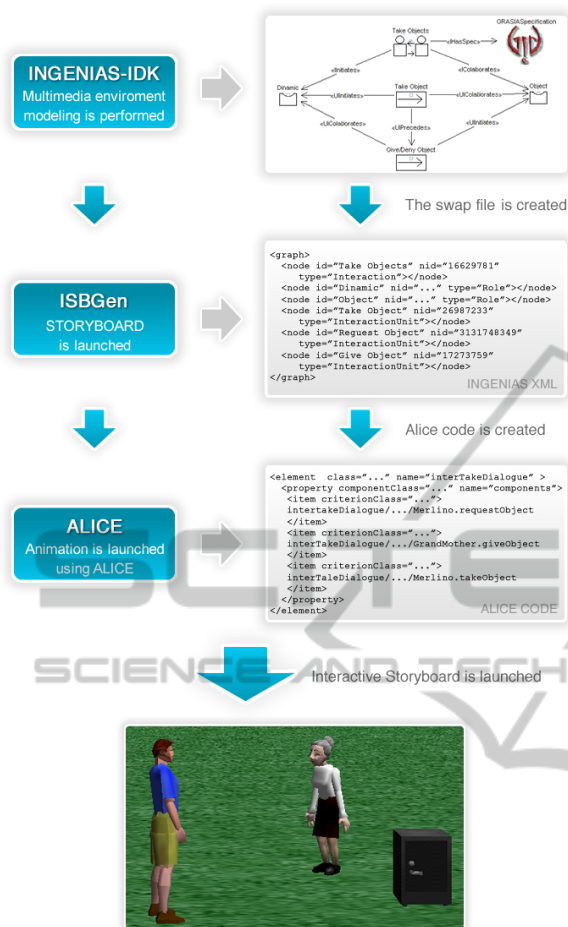 INGENIAS-IDK
Multimedia enviroment
modeling is performed
GRASIASpecification
Take Objects
«IHasSpec»
«IInitiates»
«IColaborates»
Dinamic
Take Object
Object
«UIInitiates»
«UIColaborates»
«UIColaborates»
«UIPrecedes»
«UIInitiates»
Give/Deny Object
The swap file is created
ISBGen
STORYBOARD
is launched
<graph>
<node id="Take Objects" nid="16629781"
type="Interaction"></node>
<node id="Dinamic" nid="..." type="Role"></node>
<node id="Object" nid="..." type="Role"></node>
<node id="Take Object" nid="26987233"
type="InteractionUnit"></node>
<node id="Reguest Object" nid="3131748349"
type="InteractionUnit"></node>
<node id="Give Object" nid="17273759"
type="InteractionUnit"></node>
</graph>
INGENIAS XML
Alice code is created
ALICE
Animation is launched
using ALICE
<element class="..." name="interTakeDialogue" >
<property componentClass="..." name="components">
<item criterionClass="...">
intertakeDialogue/.../Merlino.requestObject
</item>
<item criterionClass="...">
interTakeDialogue/.../GrandMother.giveObject
</item>
<item criterionClass="...">
interTaleDialogue/.../Merlino.takeObject
</item>
</property>
</element>
ALICE CODE
SCIENCE AND TECH
Interactive Storyboard is launched